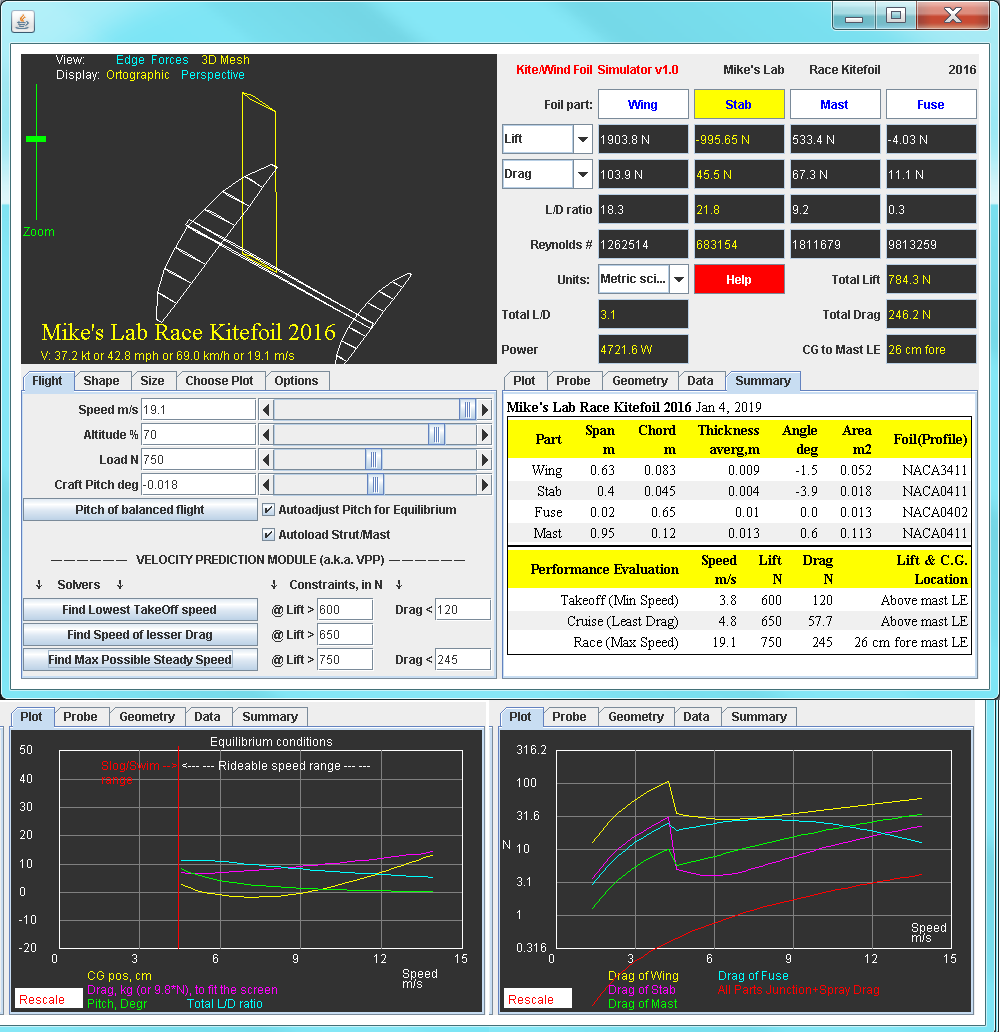 View: Edge Forces 3D Mesh
Display: Ortographic Perspective
Zoom
Mike's Lab Race Kitefoil 2016
V: 37.2 kt or 42.8 mph or 69.0 km/h or 19.1 m/s
Kite/Wind Foil Simulator v1.0 Mike's Lab Race Kitefoil 2016
Foil part: Wing Stab Mast Fuse
Lift 1903.8 N -995.65 N 533.4 N -4.03 N
Drag 103.9 N 45.5 N 67.3 N 11.1 N
L/D ratio 18.3 21.8 9.2 0.3
Reynolds # 1262514 683154 1811679 9813259
Units: Metric sci... Help Total Lift 784.3 N
Total L/D 3.1 Total Drag 246.2 N
Power 4721.6 W CG to Mast LE 26 cm fore
Flight Shape Size Choose Plot Options
Speed m/s 19.1
Altitude % 70
Load N 750
Craft Pitch deg -0.018
Pitch of balanced flight Autoadjust Pitch for Equilibrium
Autoload Strut/Mast
— — — — — — VELOCITY PREDICTION MODULE (a.k.a. VPP) — — — — — —
↓ Solvers ↓ ↓ Constraints, in N ↓
Find Lowest TakeOff speed @ Lift > 600 Drag < 120
Find Speed of lesser Drag @ Lift > 650
Find Max Possible Steady Speed @ Lift > 750 Drag < 245
Plot Probe Geometry Data Summary
Mike's Lab Race Kitefoil 2016 Jan 4, 2019
Part Span m Chord m Thickness averg,m Angle deg Area m2 Foil(Profile)
Wing 0.63 0.083 0.009 -1.5 0.052 NACA3411
Stab 0.4 0.045 0.004 -3.9 0.018 NACA0411
Fuse 0.02 0.65 0.01 0.0 0.013 NACA0402
Mast 0.95 0.12 0.013 0.6 0.113 NACA0411
Performance Evaluation Speed m/s Lift N Drag N Lift & C.G. Location
Takeoff (Min Speed) 3.8 600 120 Above mast LE
Cruise (Least Drag) 4.8 650 57.7 Above mast LE
Race (Max Speed) 19.1 750 245 26 cm fore mast LE
Plot Probe Geometry Data Summary
Equilibrium conditions
Slog/Swim --> range
<--- --- Rideable speed range --- ---
50
40
30
20
10
0
-10
-20
0 3 6 9 12 15
Speed
m/s
CG pos, cm
Drag, kg (or 9.8*N), to fit the screen
Pitch, Degr Total L/D ratio
Rescale
Plot Probe Geometry Data Summary
316.2
100
31.6
N 10
3.1
1
0.316
0 3 6 9 12 15
Speed
m/s
Drag of Wing Drag of Fuse
Drag of Stab All Parts Junction+Spray Drag
Drag of Mast
Rescale